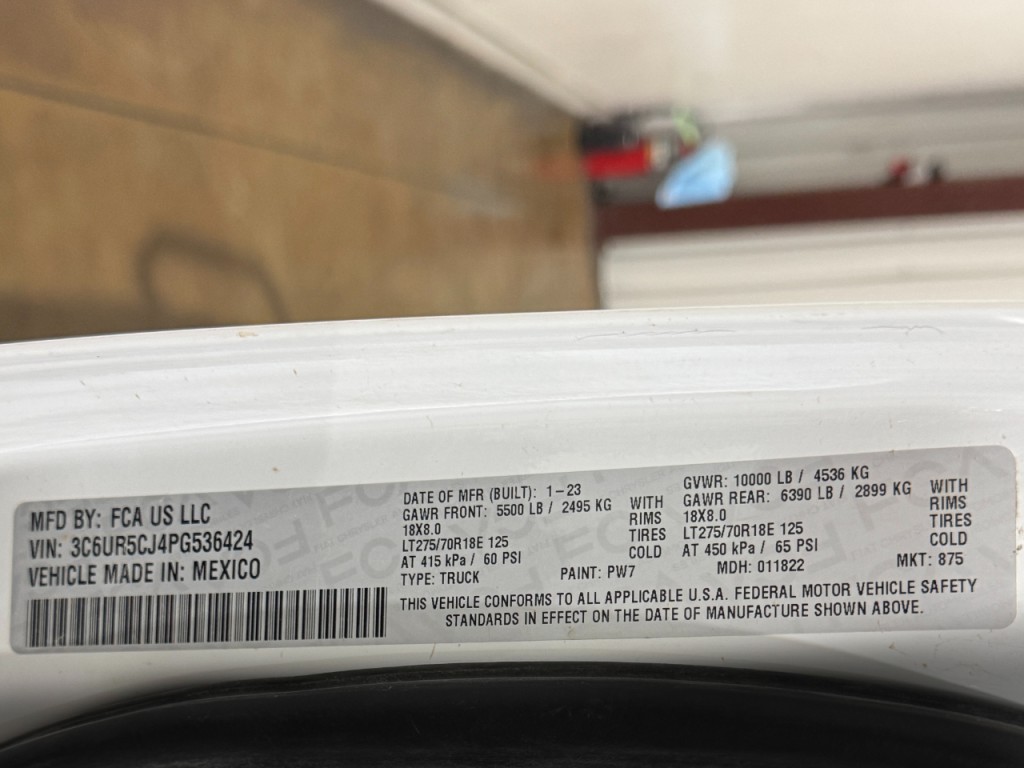 MFD BY: FCA US LLC
VIN: 3C6UR5CJ4PG536424
VEHICLE MADE IN: MEXICO
DATE OF MFR (BUILT): 1-23
GAWR FRONT: 5500 LB / 2495 KG
18X8.0
LT275/70R18E 125
AT 415 kPa / 60 PSI
WITH
RIMS
TIRES
COLD
GVWR: 10000 LB / 4536 KG
GAWR REAR: 6390 LB / 2899 KG
18X8.0
LT275/70R18E 125
AT 450 kPa / 65 PSI
WITH
RIMS
TIRES
COLD
TYPE: TRUCK PAINT: PW7 MDH: 011822 MKT: 875
THIS VEHICLE CONFORMS TO ALL APPLICABLE U.S.A. FEDERAL MOTOR VEHICLE SAFETY
STANDARDS IN EFFECT ON THE DATE OF MANUFACTURE SHOWN ABOVE.